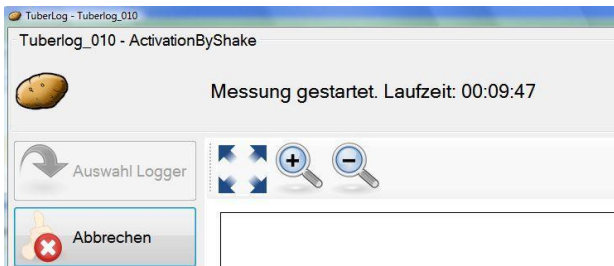 TuberLog - Tuberlog_010
Tuberlog_010 - ActivationByShake
Messung gestartet. Laufzeit: 00:09:47
Auswahl Logger
Abbrechen